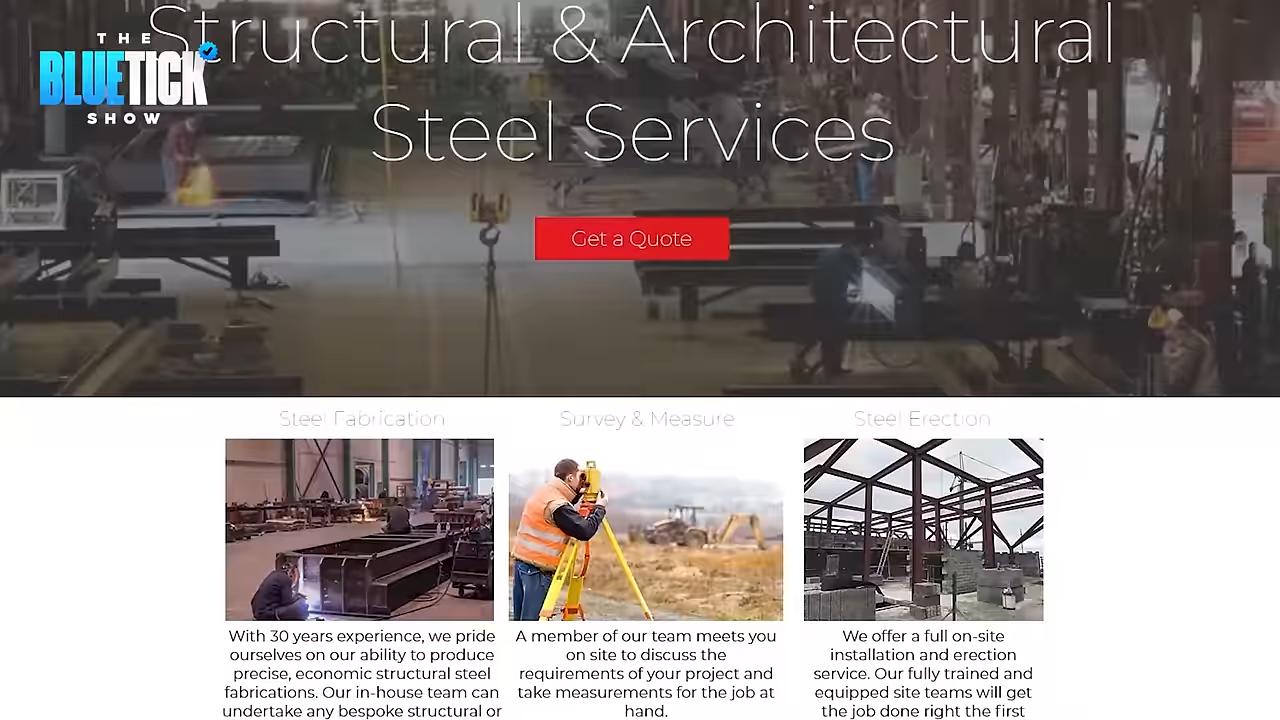 Structural & Architectural
THE
BLUETICK
SHOW
Steel Services
Get a Quote
Steel Fabrication
Survey & Measure
Steel Erection
With 30 years experience, we pride
ourselves on our ability to produce
precise, economic structural steel
fabrications. Our in-house team can
undertake any bespoke structural or
A member of our team meets you
on site to discuss the
requirements of your project and
take measurements for the job at
hand.
We offer a full on-site
installation and erection
service. Our fully trained and
equipped site teams will get
the job done right the first